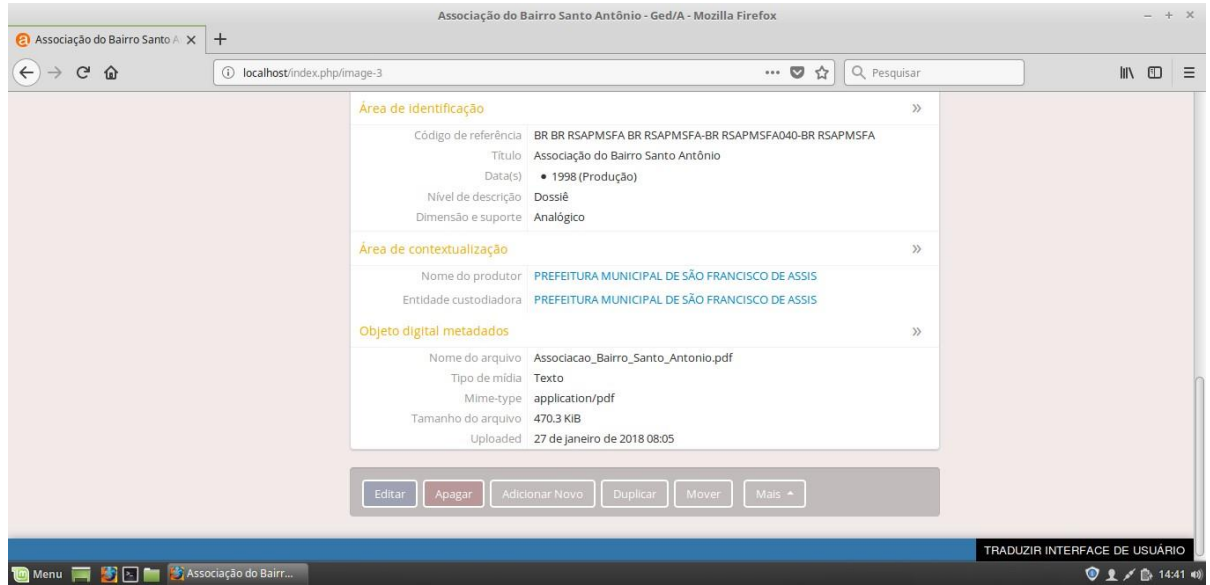 Associação do Bairro Santo Antônio - Ged/A - Mozilla Firefox
Associação do Bairro Santo A
localhost/index.php/image-3
Pesquisar
Área de identificação
Código de referência BR BR RSAPMSFA BR RSAPMSFA-BR RSAPMSFA040-BR RSAPMSFA
Título Associação do Bairro Santo Antônio
Data(s) • 1998 (Produção)
Nível de descrição Dossiê
Dimensão e suporte Analógico
Área de contextualização
Nome do produtor PREFEITURA MUNICIPAL DE SÃO FRANCISCO DE ASSIS
Entidade custodiadora PREFEITURA MUNICIPAL DE SÃO FRANCISCO DE ASSIS
Objeto digital metadados
Nome do arquivo Associacao_Bairro_Santo_Antonio.pdf
Tipo de mídia Texto
Mime-type application/pdf
Tamanho do arquivo 470.3 KiB
Uploaded 27 de janeiro de 2018 08:05
Editar Apagar Adicionar Novo Duplicar Mover Mais
TRADUZIR INTERFACE DE USUÁRIO
Menu Associação do Bairr... 14:41